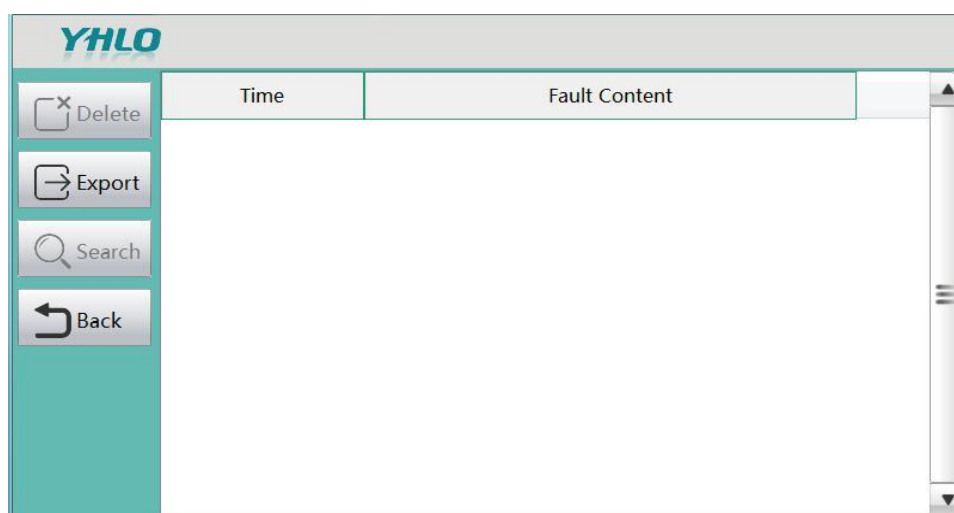 YHLO
Time Fault Content
Delete
Export
Search
Back